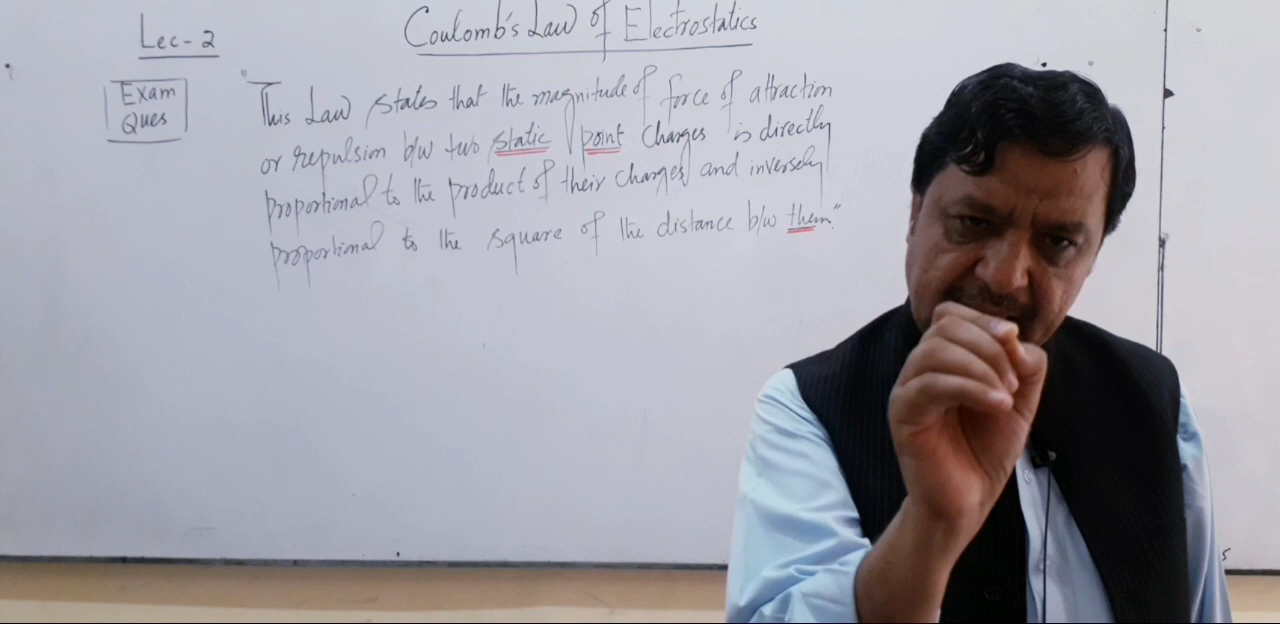 Lec-2
Coulomb's Law of Electrostatics
Exam
Ques
"This Law states that the magnitude of force of attraction
or repulsion b/w two static point charges is directly
proportional to the product of their charges and inversely
proportional to the square of the distance b/w them."